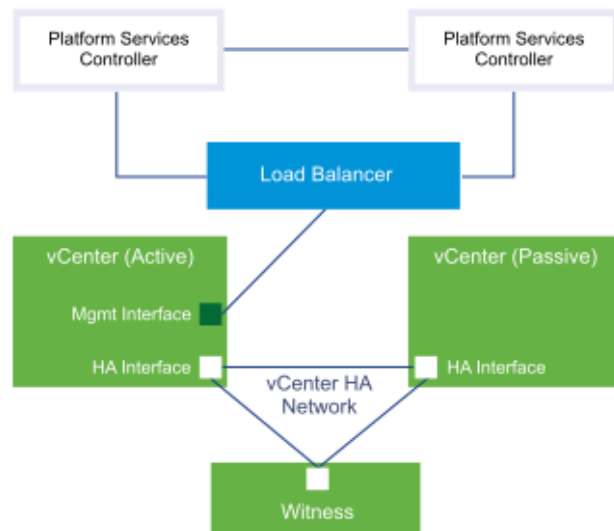 Platform Services
Controller
Platform Services
Controller
Load Balancer
vCenter (Active)
vCenter (Passive)
Mgmt Interface
HA Interface
HA Interface
vCenter HA
Network
Witness